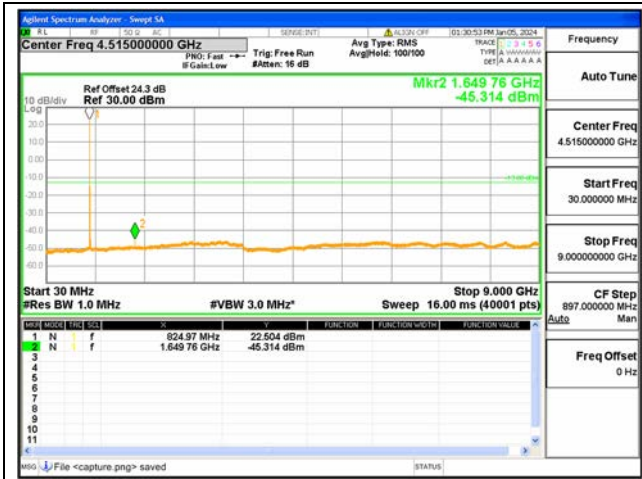 Agilent Spectrum Analyzer - Swept SA
RL RF 50 Ω AC SENSE:INT ALIGN OFF 01:30:53 PM Jan 05, 2024
Center Freq 4.515000000 GHz
PNO: Fast
IFGain:Low
Trig: Free Run
#Atten: 16 dB
Avg Type: RMS
Avg|Hold: 100/100
TRACE 1 2 3 4 5 6
TYPE A
DET A A A A A A
Ref Offset 24.3 dB
Ref 30.00 dBm
10 dB/div
Log
Mkr2 1.649 76 GHz
-45.314 dBm
1
20.0
10.0
0.00
-10.0
-20.0
-30.0
-40.0
2
-50.0
-60.0
Start 30 MHz
Stop 9.000 GHz
#Res BW 1.0 MHz
#VBW 3.0 MHz*
Sweep 16.00 ms (40001 pts)
MKR MODE TRC SCL X Y FUNCTION FUNCTION WIDTH FUNCTION VALUE
1 N 1 f 824.97 MHz 22.504 dBm
2 N 1 f 1.649 76 GHz -45.314 dBm
3
4
5
6
7
8
9
10
11
MSG File <capture.png> saved STATUS
Frequency
Auto Tune
Center Freq
4.515000000 GHz
Start Freq
30.000000 MHz
Stop Freq
9.000000000 GHz
CF Step
897.000000 MHz
Auto Man
Freq Offset
0 Hz